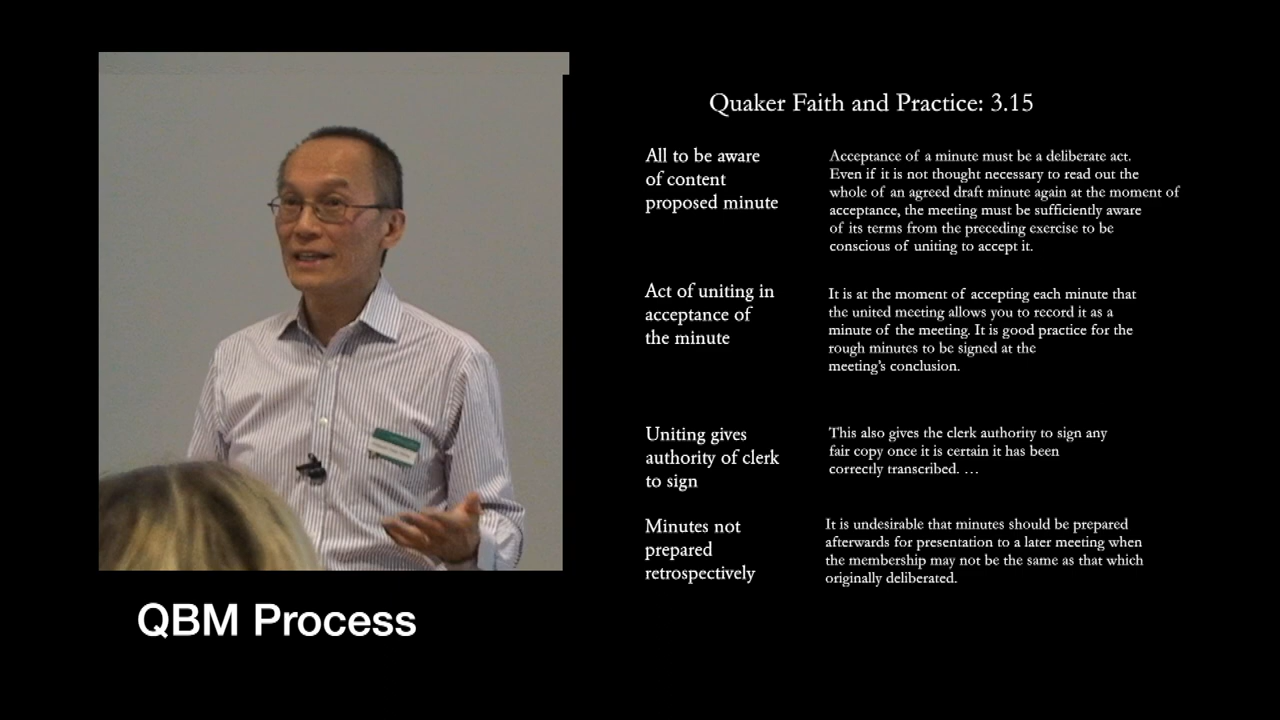 Quaker Faith and Practice: 3.15
All to be aware
of content
proposed minute
Acceptance of a minute must be a deliberate act.
Even if it is not thought necessary to read out the
whole of an agreed draft minute again at the moment of
acceptance, the meeting must be sufficiently aware
of its terms from the preceding exercise to be
conscious of uniting to accept it.
Act of uniting in
acceptance of
the minute
It is at the moment of accepting each minute that
the united meeting allows you to record it as a
minute of the meeting. It is good practice for the
rough minutes to be signed at the
meeting's conclusion.
Uniting gives
authority of clerk
to sign
This also gives the clerk authority to sign any
fair copy once it is certain it has been
correctly transcribed. …
Minutes not
prepared
retrospectively
It is undesirable that minutes should be prepared
afterwards for presentation to a later meeting when
the membership may not be the same as that which
originally deliberated.
QBM Process